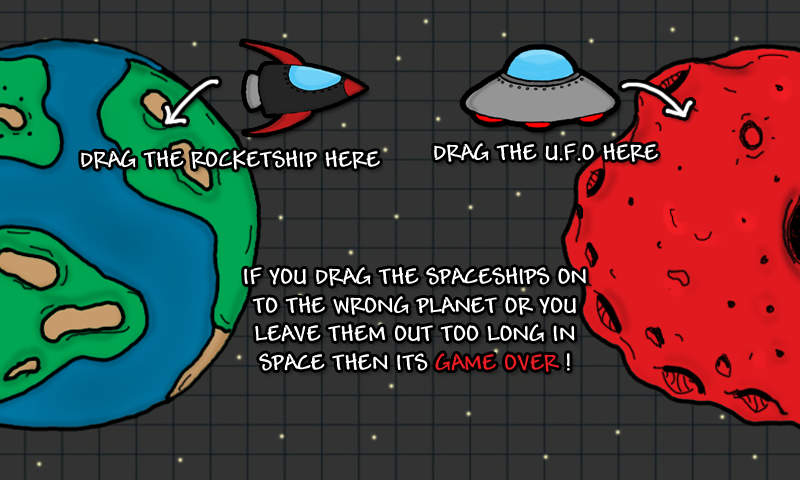 DRAG THE ROCKETSHIP HERE
DRAG THE U.F.O HERE
IF YOU DRAG THE SPACESHIPS ON
TO THE WRONG PLANET OR YOU
LEAVE THEM OUT TOO LONG IN
SPACE THEN ITS GAME OVER !